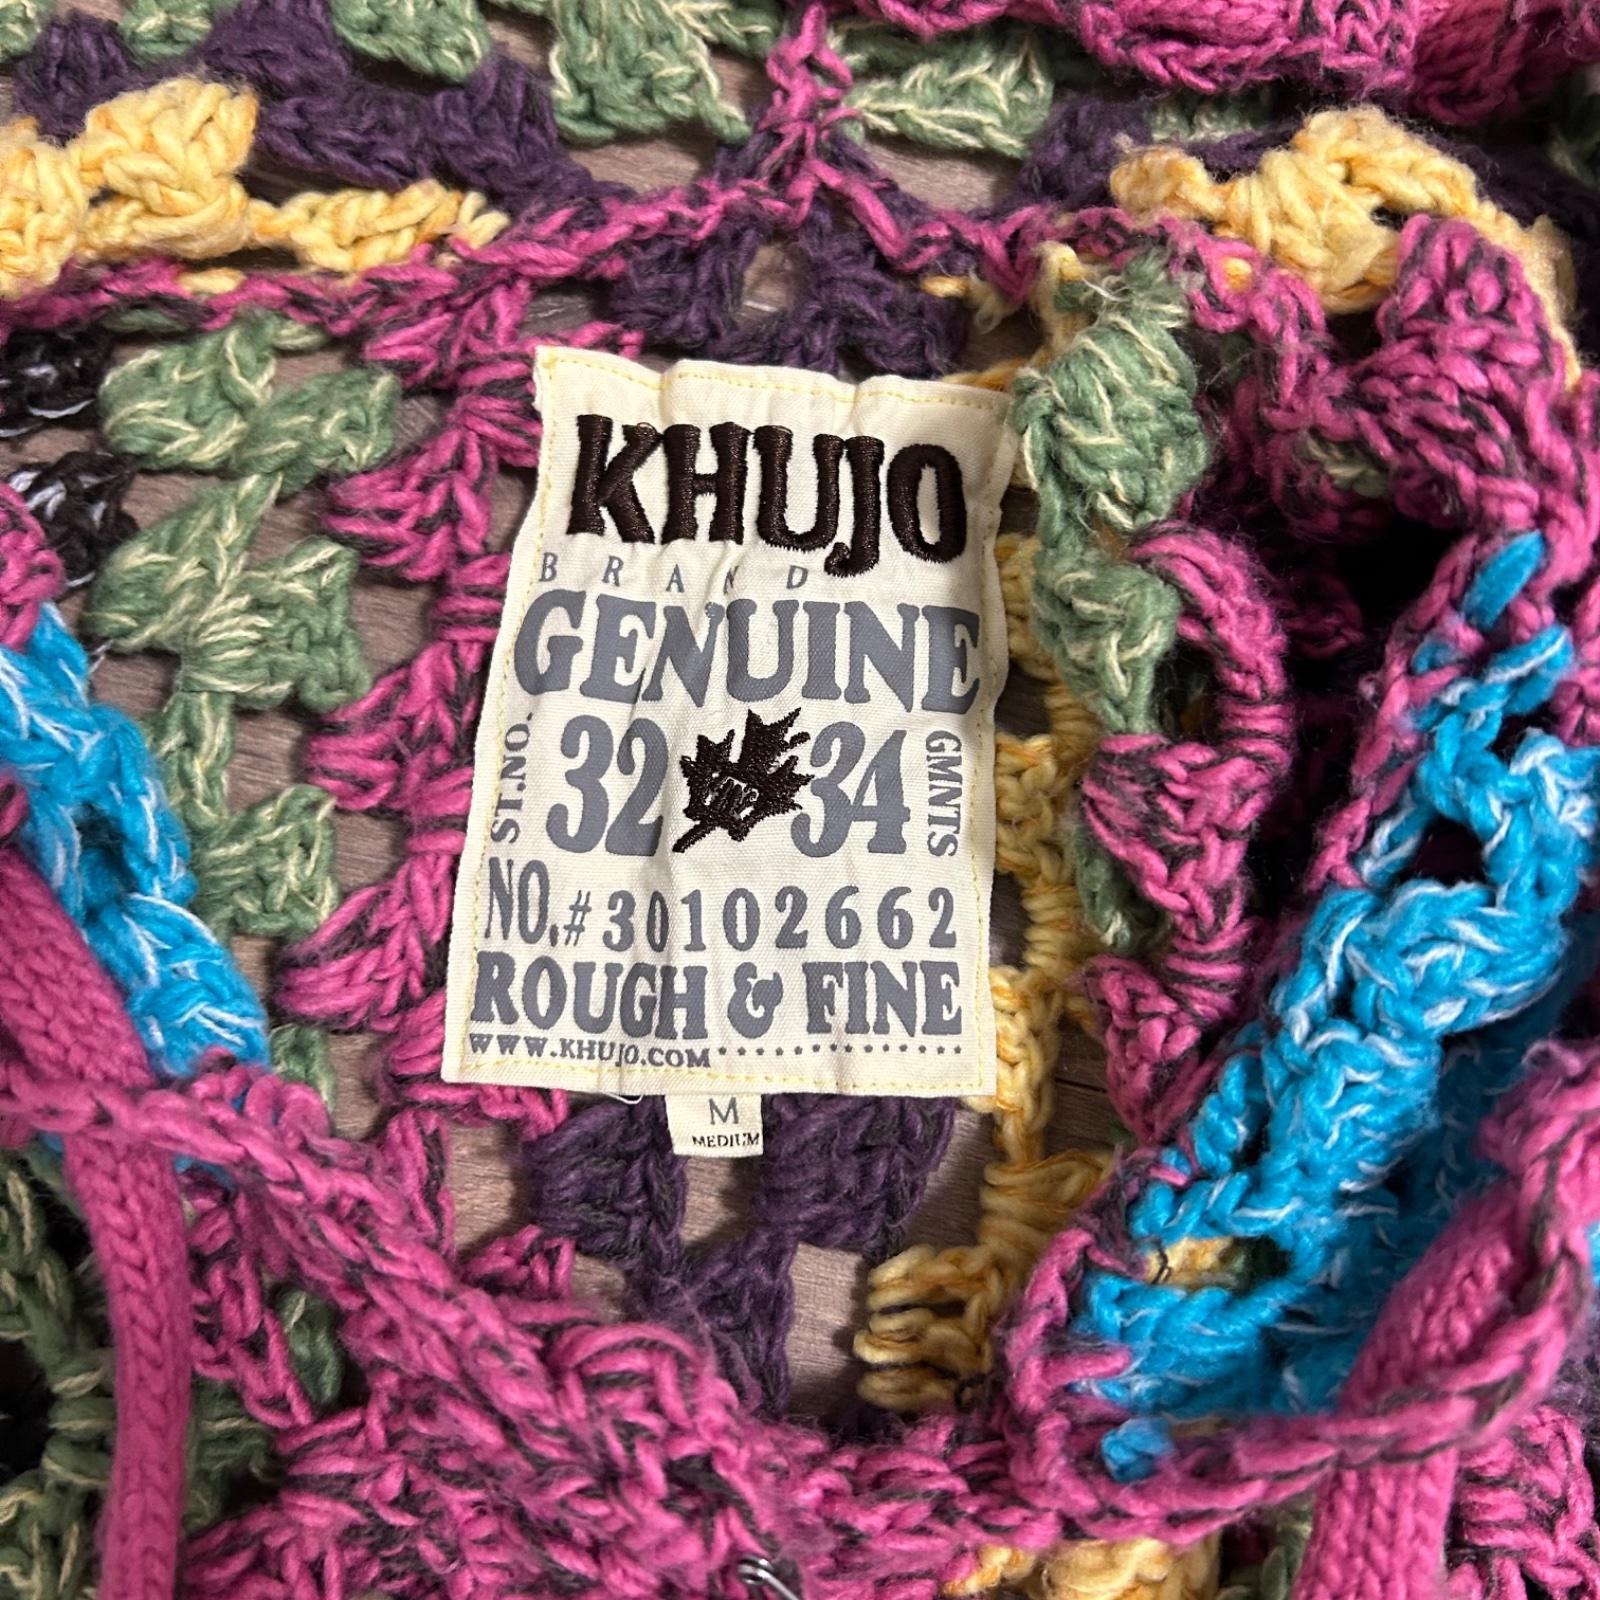 KHUJO
BRAND
GENUINE
ST.NO. 32 34 GMNTS
NO.#30102662
ROUGH & FINE
WWW.KHUJO.COM
M
MEDIUM